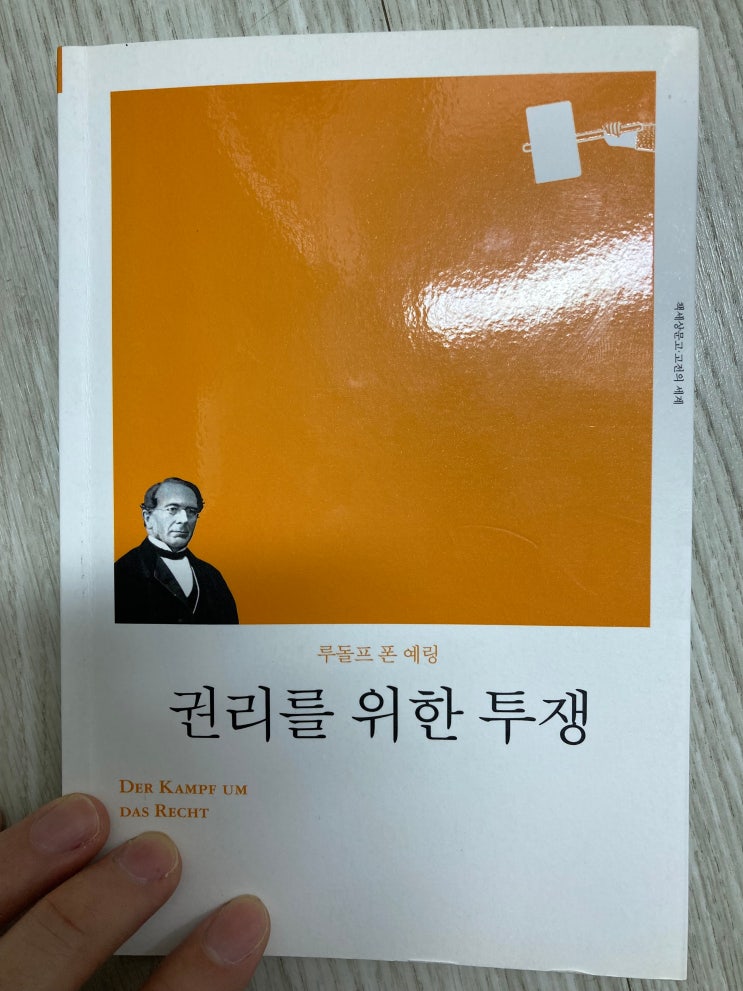 책세상문고·고전의 세계
루돌프 폰 예링
권리를 위한 투쟁
DER KAMPF UM
DAS RECHT